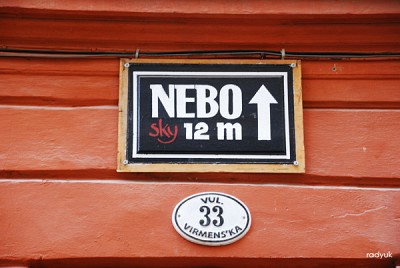 NEBO
sky 12 m
VUL.
33
VIRMENS'KA
radyuk